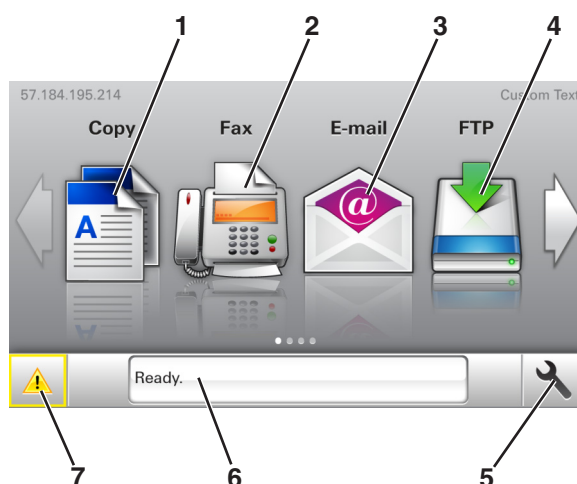 1 2 3 4
57.184.195.214 Custom Text
Copy Fax E-mail FTP
A @
Ready.
7 6 5